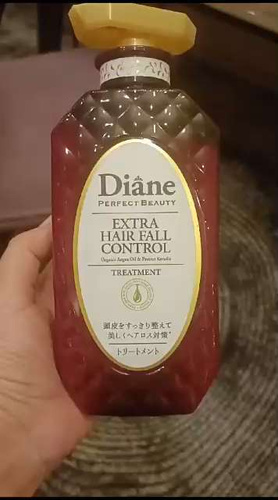 Diane
PERFECT BEAUTY
EXTRA
HAIR FALL
CONTROL
Organic Argan Oil & Protect Keratin
TREATMENT
頭皮をすっきり整えて
美しくヘアロス対策*
トリートメント